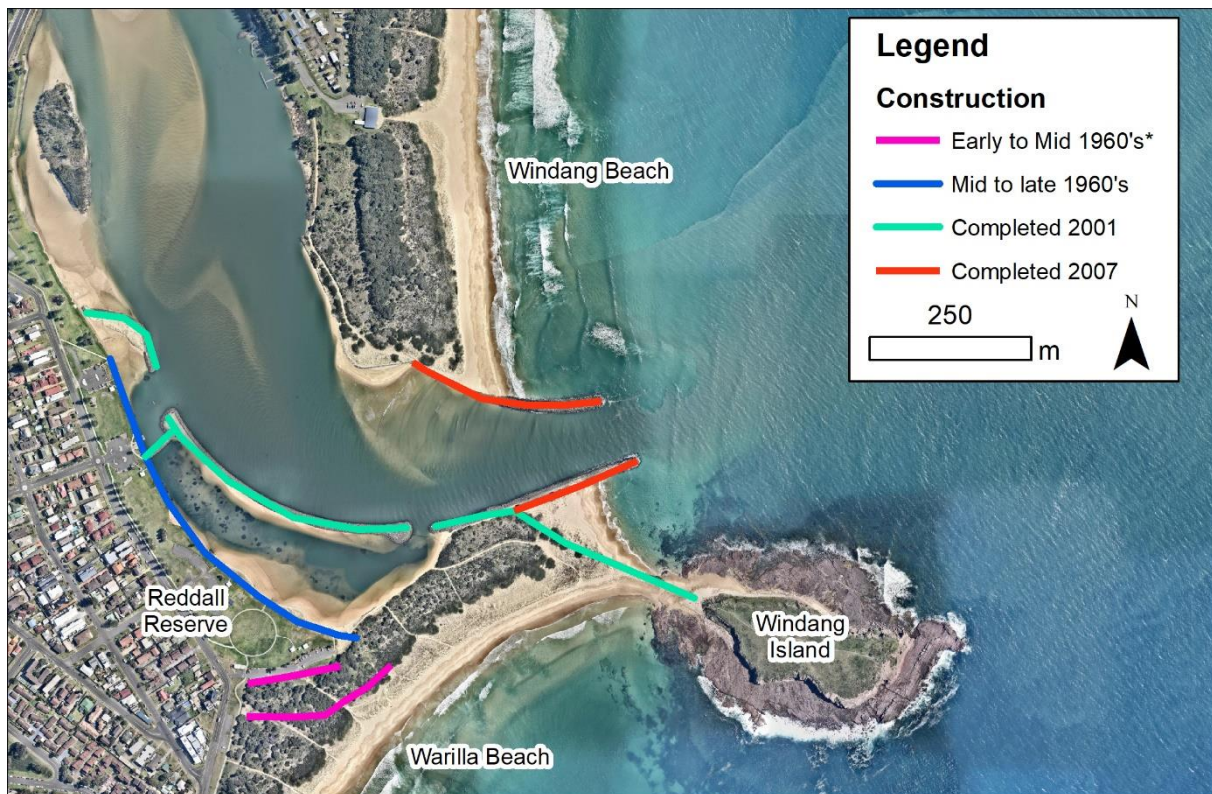 Legend
Construction
Early to Mid 1960's*
Mid to late 1960's
Completed 2001
Completed 2007
250
m
N
Windang Beach
Reddall
Reserve
Windang
Island
Warilla Beach